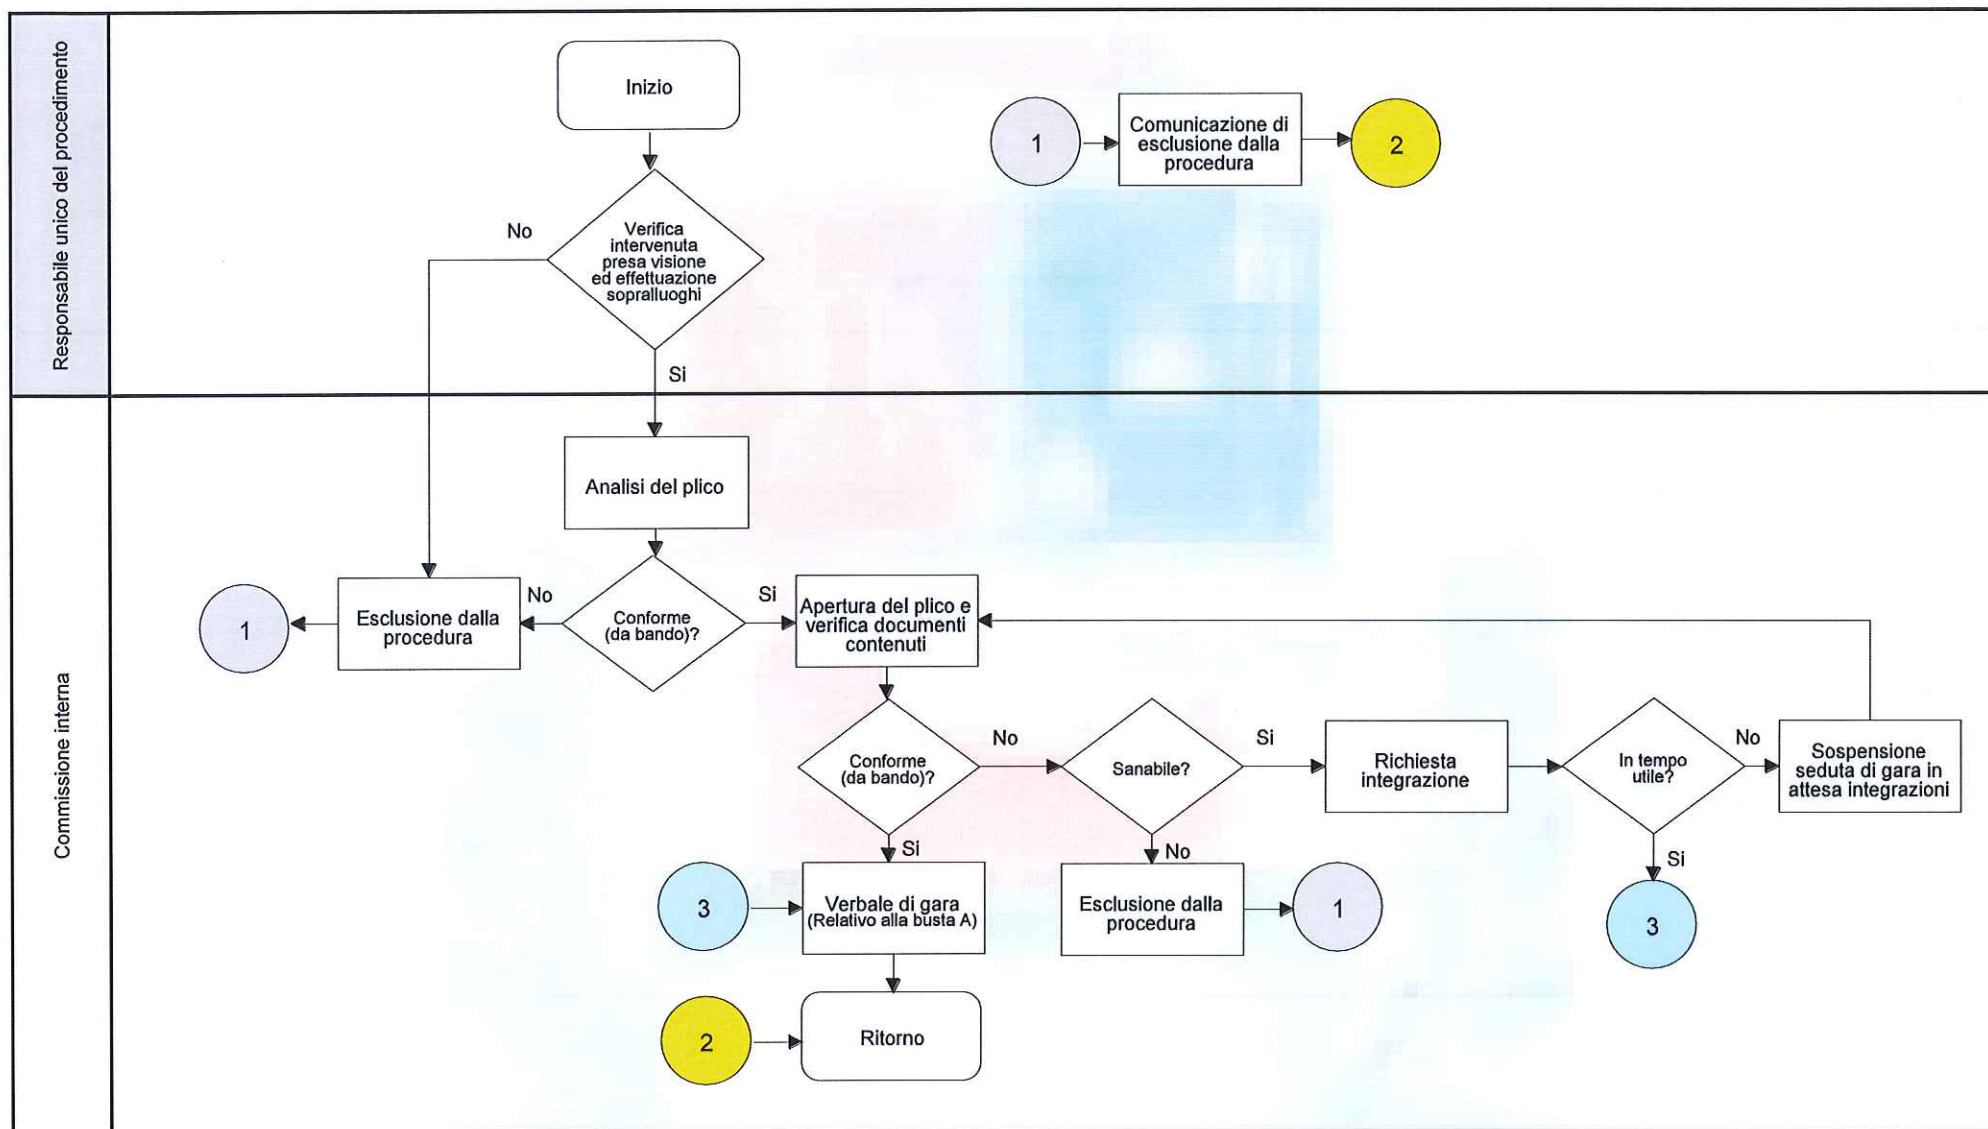 Responsabile unico del procedimento
Inizio
1
Comunicazione di
esclusione dalla
procedura
2
Verifica
intervenuta
presa visione
ed effettuazione
sopralluoghi
No
Si
Commissione interna
Analisi del plico
1
Esclusione dalla
procedura
No
Conforme
(da bando)?
Si
Apertura del plico e
verifica documenti
contenuti
Conforme
(da bando)?
No
Sanabile?
Si
Richiesta
integrazione
In tempo
utile?
No
Sospensione
seduta di gara in
attesa integrazioni
Si
No
Si
3
Verbale di gara
(Relativo alla busta A)
Esclusione dalla
procedura
1
3
2
Ritorno